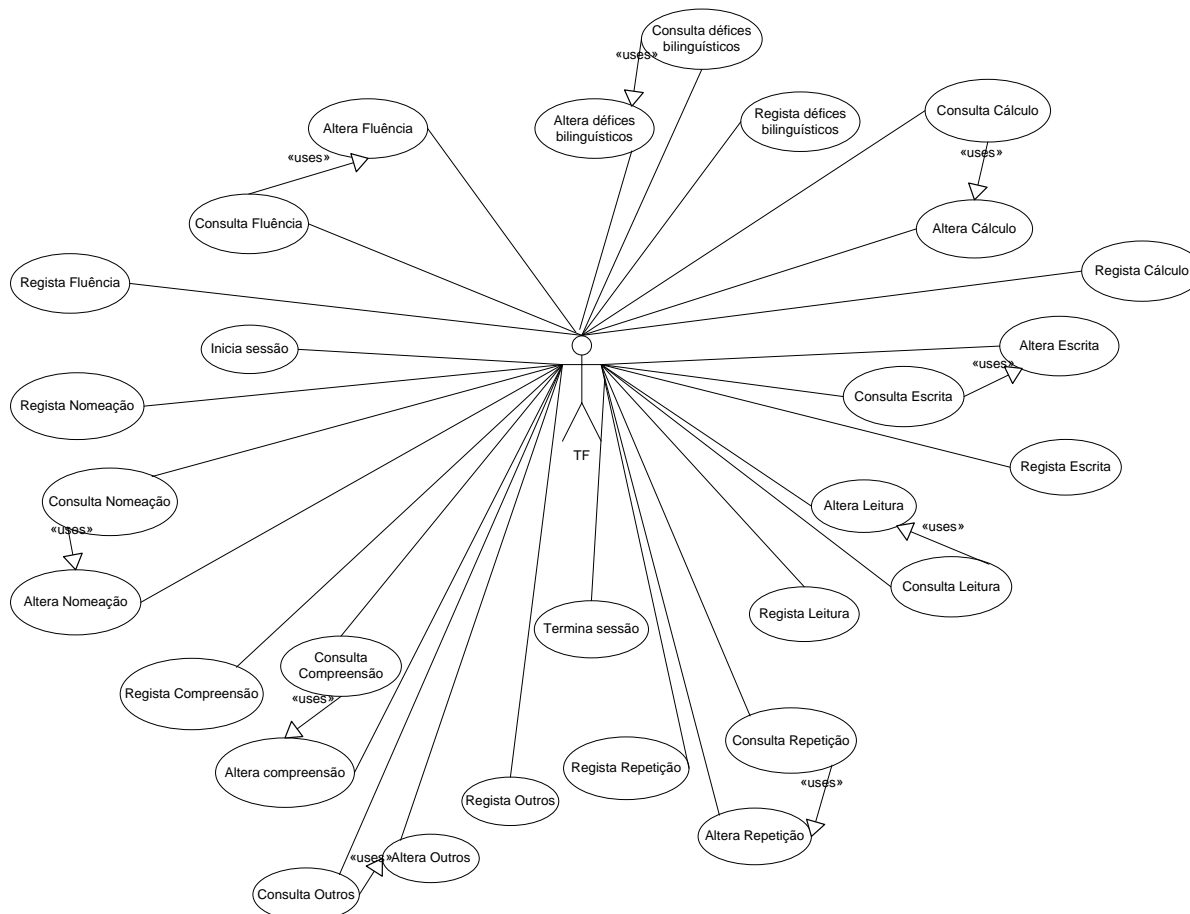 Consulta défices
bilinguísticos
«uses»
Altera défices
bilinguísticos
Regista défices
bilinguísticos
Consulta Cálculo
«uses»
Altera Cálculo
Regista Cálculo
Altera Fluência
«uses»
Consulta Fluência
Regista Fluência
Inicia sessão
Altera Escrita
«uses»
Consulta Escrita
Regista Escrita
Regista Nomeação
TF
Consulta Nomeação
«uses»
Altera Nomeação
Altera Leitura
«uses»
Consulta Leitura
Regista Leitura
Termina sessão
Consulta
Compreensão
«uses»
Regista Compreensão
Altera compreensão
Consulta Repetição
«uses»
Regista Repetição
Altera Repetição
Regista Outros
«uses»
Altera Outros
Consulta Outros